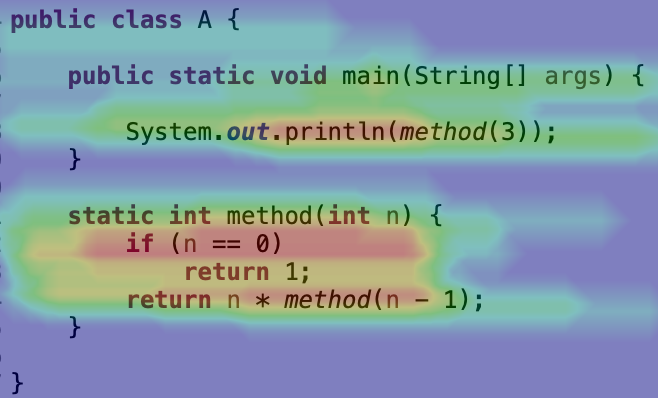 public class A {
public static void main(String[] args) {
System.out.println(method(3));
}
static int method(int n) {
if (n == 0)
return 1;
return n * method(n − 1);
}
}